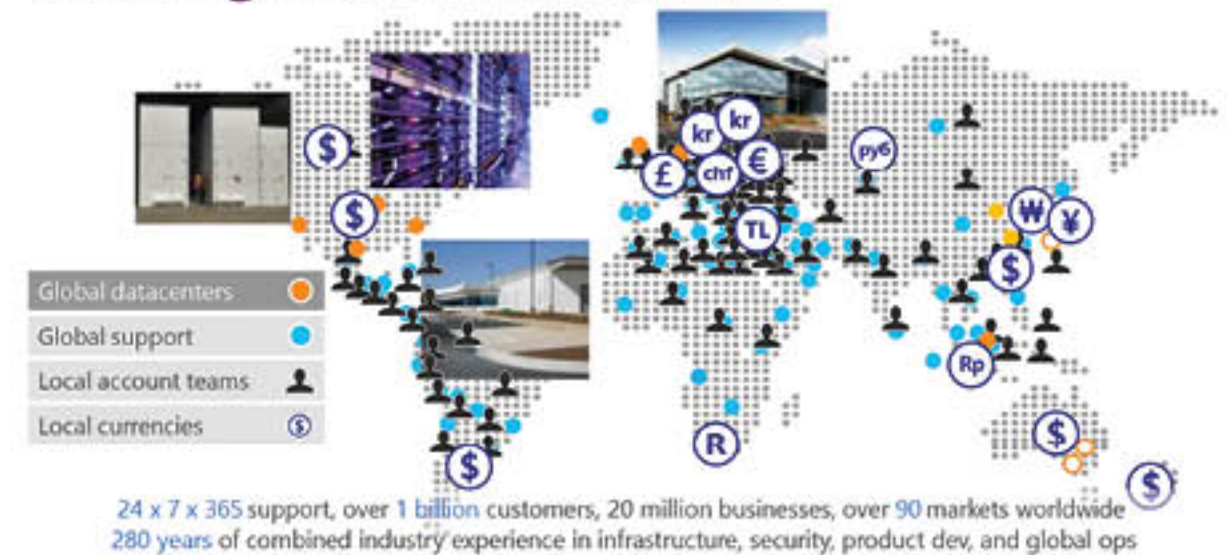 kr
kr
$
£
chf
€
руб
$
TL
₩
¥
$
Global datacenters
Global support
Rp
Local account teams
Local currencies
$
R
$
$
$
24 x 7 x 365 support, over 1 billion customers, 20 million businesses, over 90 markets worldwide
280 years of combined industry experience in infrastructure, security, product dev, and global ops